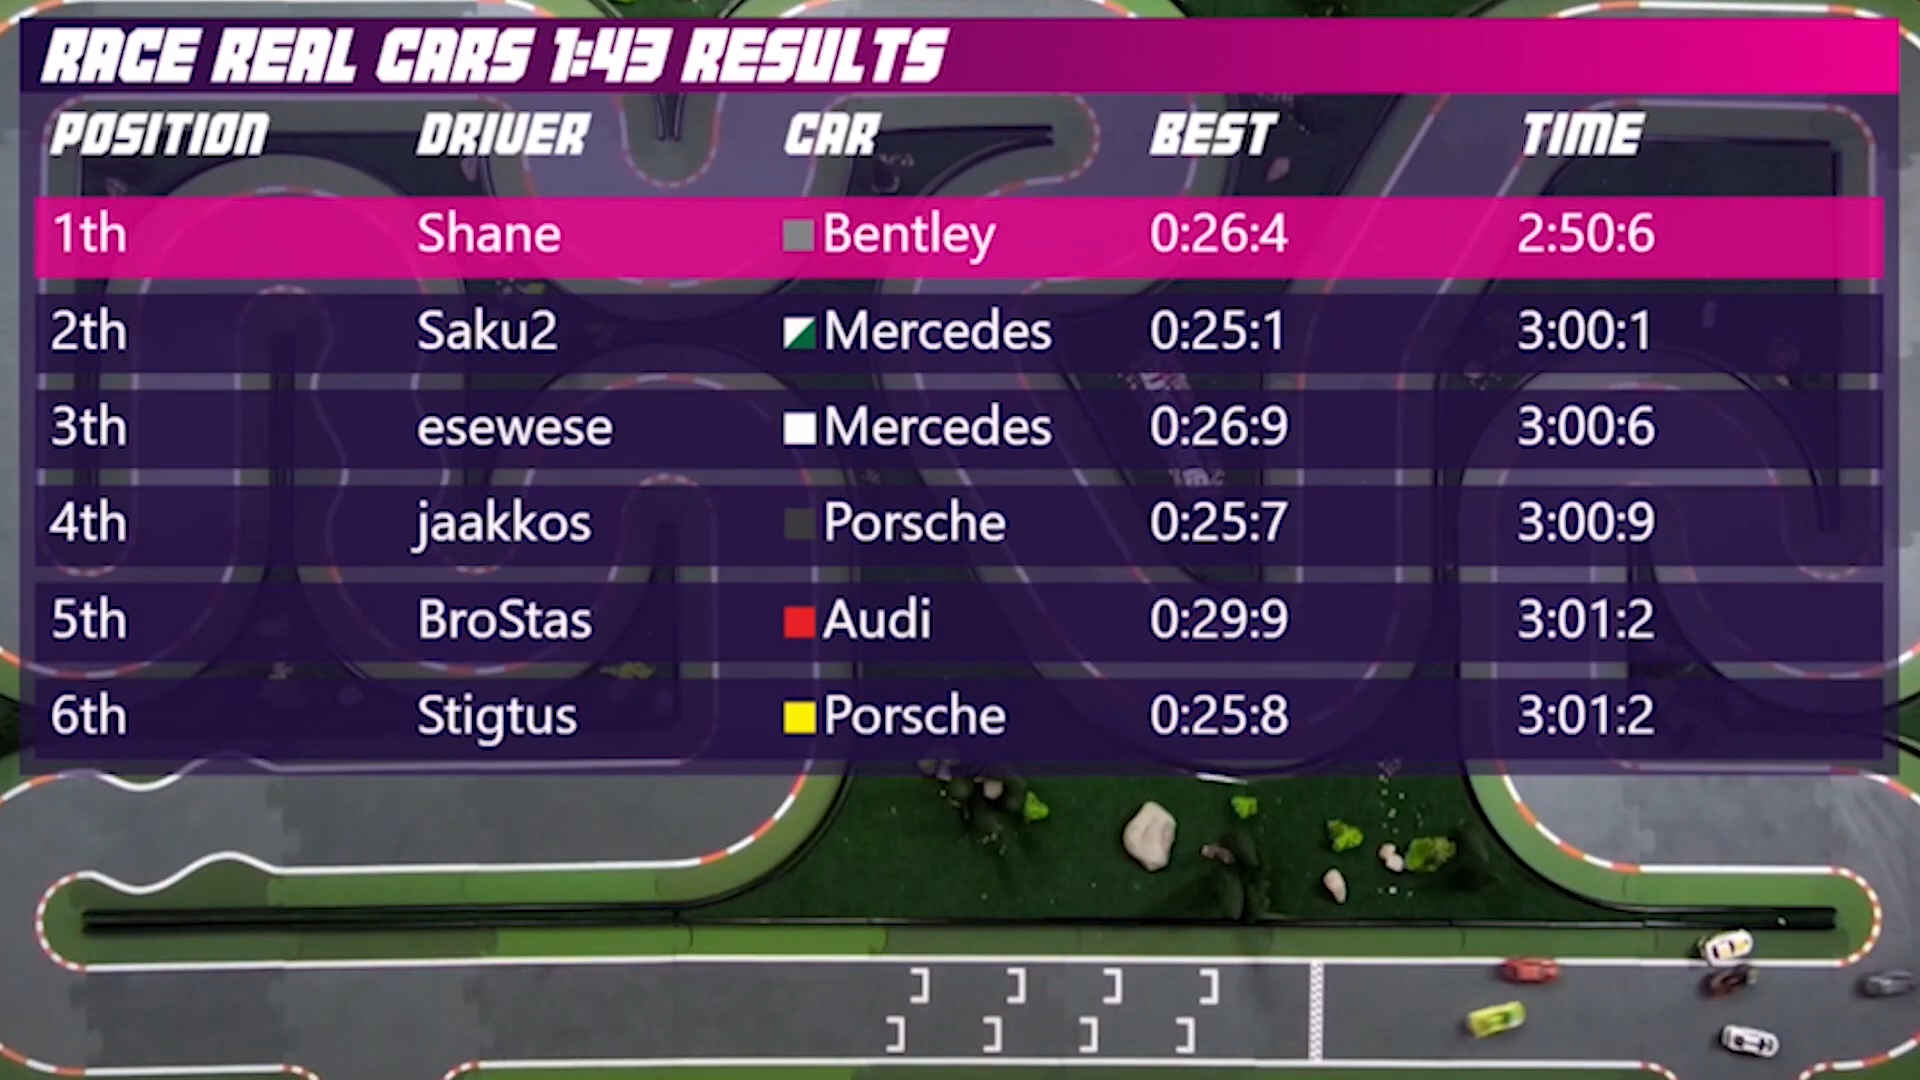 RACE REAL CARS 1:43 RESULTS
POSITION DRIVER CAR BEST TIME
1th Shane Bentley 0:26:4 2:50:6
2th Saku2 Mercedes 0:25:1 3:00:1
3th esewese Mercedes 0:26:9 3:00:6
4th jaakkos Porsche 0:25:7 3:00:9
5th BroStas Audi 0:29:9 3:01:2
6th Stigtus Porsche 0:25:8 3:01:2